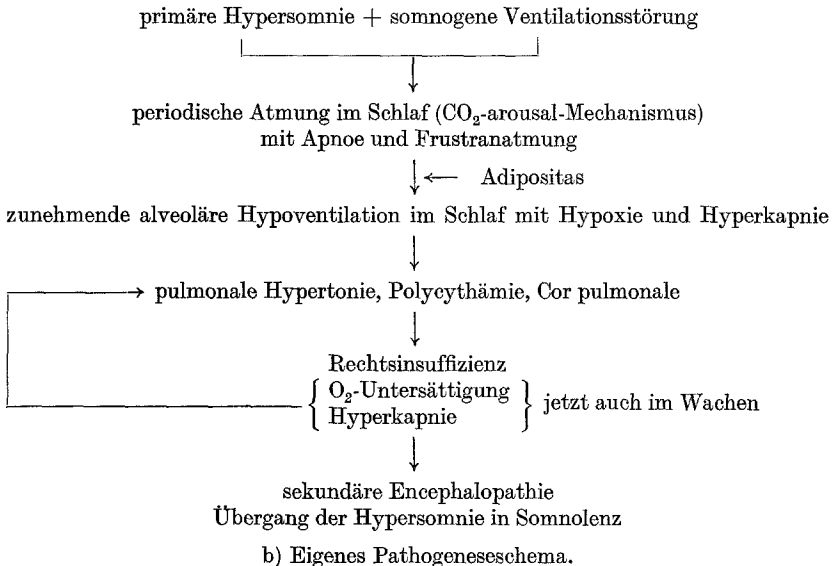 primäre Hypersomnie + somnogene Ventilationsstörung
periodische Atmung im Schlaf (CO₂-arousal-Mechanismus)
mit Apnoe und Frustranatmung
Adipositas
zunehmende alveoläre Hypoventilation im Schlaf mit Hypoxie und Hyperkapnie
pulmonale Hypertonie, Polycythämie, Cor pulmonale
Rechtsinsuffizienz
O₂-Untersättigung
Hyperkapnie
jetzt auch im Wachen
sekundäre Encephalopathie
Übergang der Hypersomnie in Somnolenz
b) Eigenes Pathogeneseschema.